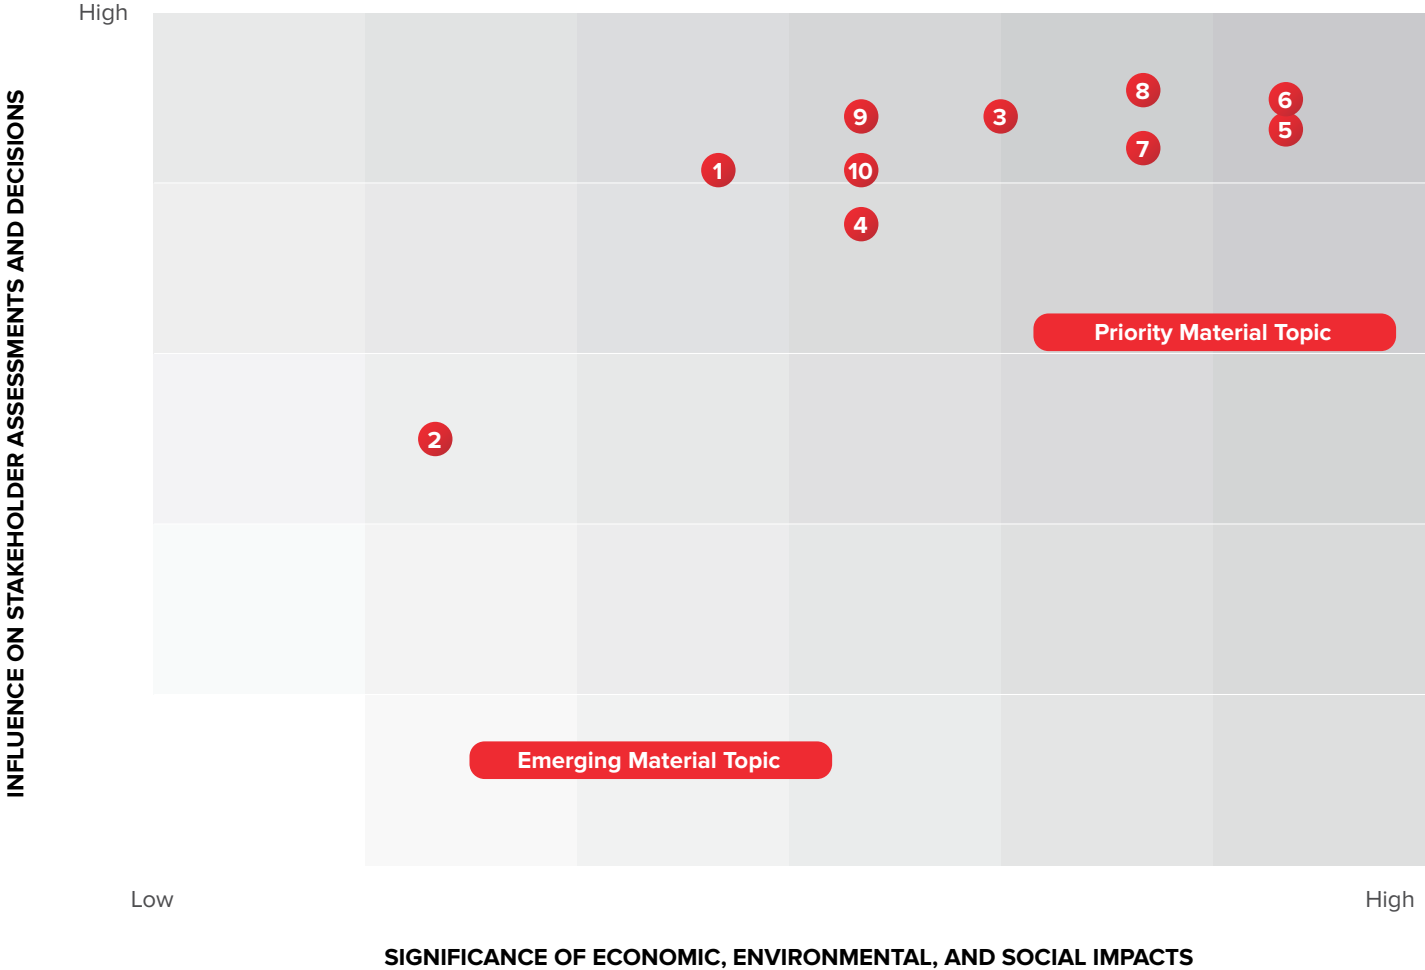 High
INFLUENCE ON STAKEHOLDER ASSESSMENTS AND DECISIONS
8
6
9
3
5
7
1
10
4
Priority Material Topic
2
Emerging Material Topic
Low
High
SIGNIFICANCE OF ECONOMIC, ENVIRONMENTAL, AND SOCIAL IMPACTS